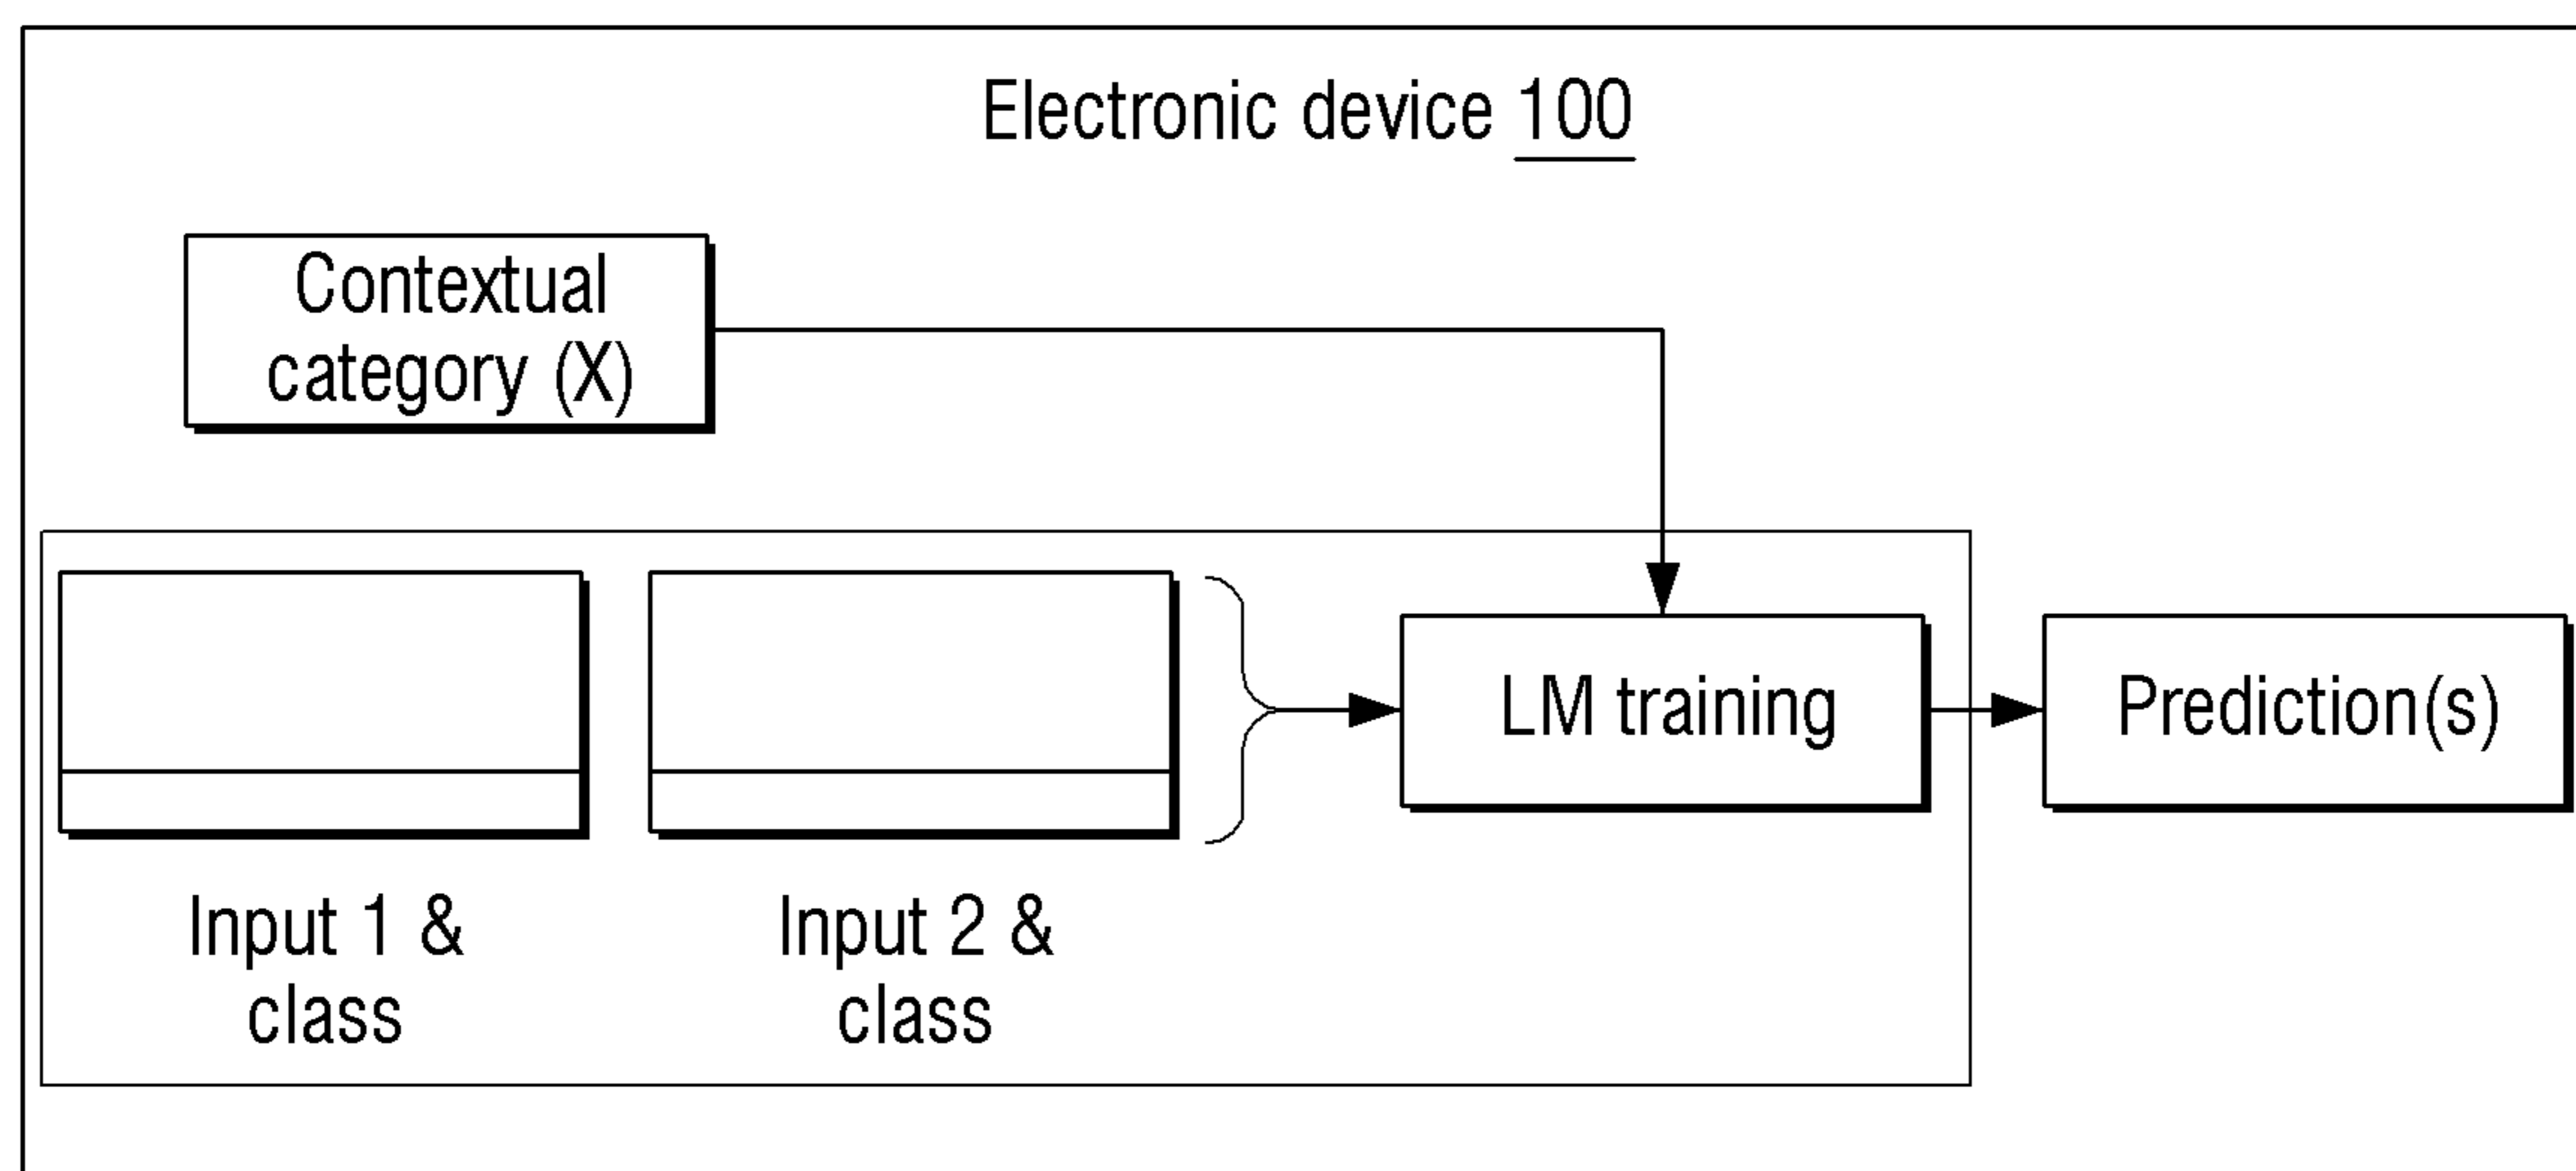 Electronic device 100
Contextual
category (X)
LM training
Prediction(s)
Input 1 &
class
Input 2 &
class